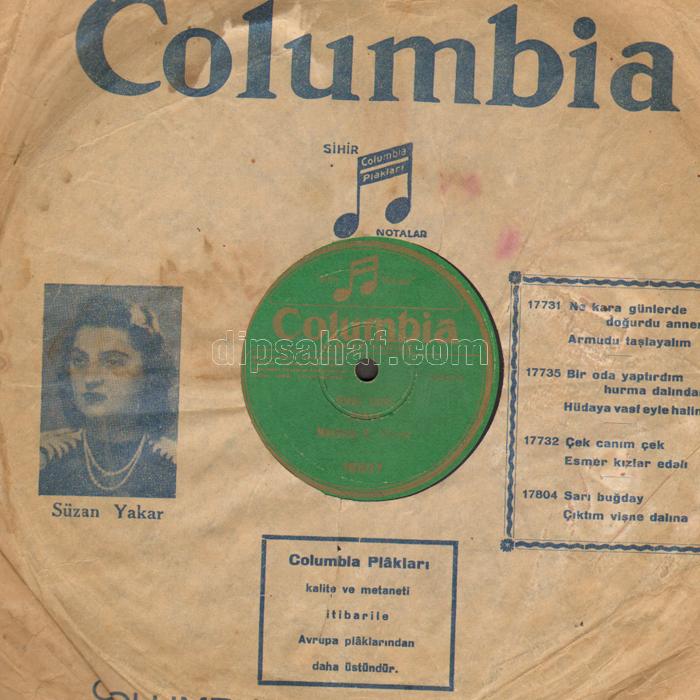 Columbia
SİHİR
Columbia
Plâkları
NOTALAR
Columbia
dipsahaf.com
Süzan Yakar
17731 Ne kara günlerde
doğurdu anne
Armudu taşlayalım
17735 Bir oda yaptırdım
hurma dalından
Hüdaya vasf eyle halin
17732 Çek canım çek
Esmer kızlar edalı
17804 Sarı buğday
Çıktım vişne dalına
Columbia Plâkları
kalite ve metaneti
itibarile
Avrupa plâklarından
daha üstündür.